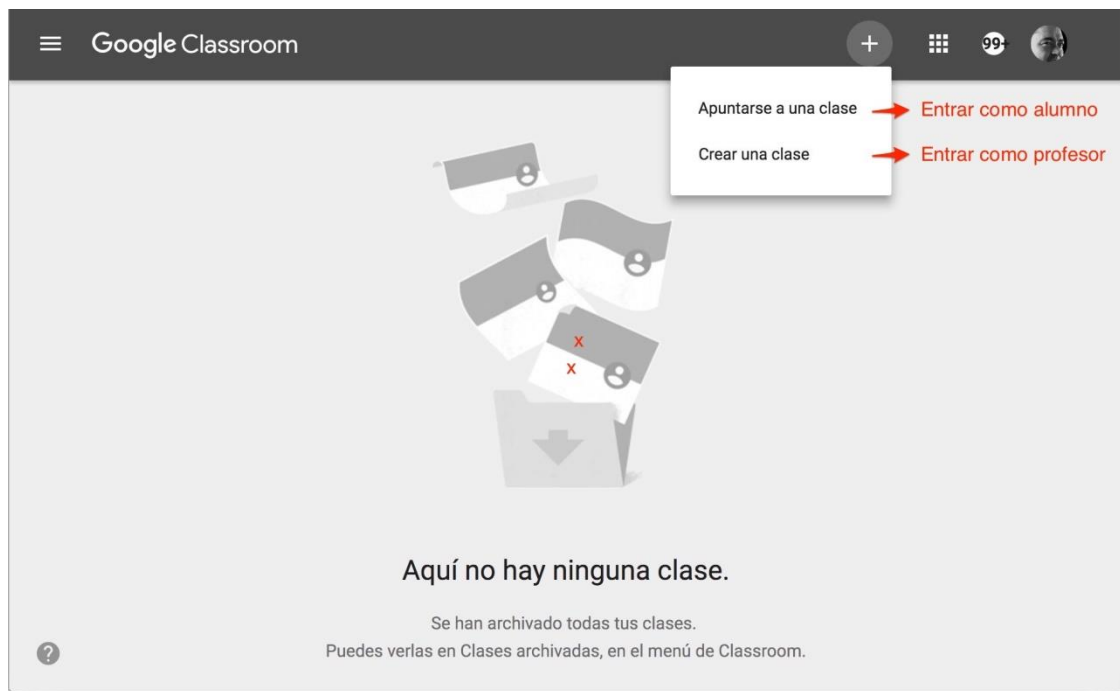 Google Classroom
99+
Apuntarse a una clase Entrar como alumno
Crear una clase Entrar como profesor
x
x
Aquí no hay ninguna clase.
Se han archivado todas tus clases.
Puedes verlas en Clases archivadas, en el menú de Classroom.